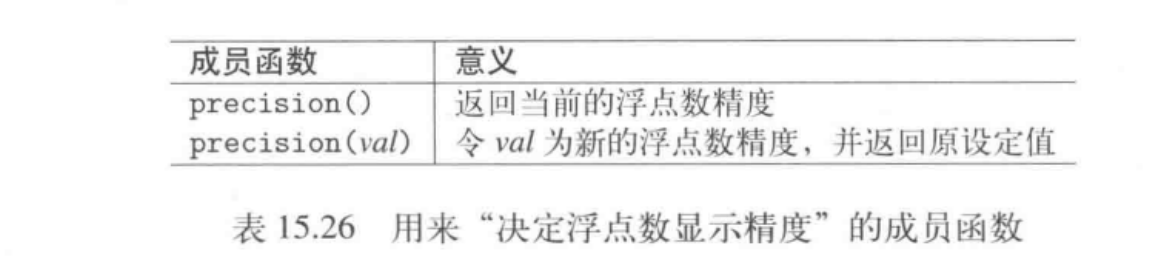 成员函数 意义
precision() 返回当前的浮点数精度
precision(val) 令 val 为新的浮点数精度，并返回原设定值
表 15.26 用来“决定浮点数显示精度”的成员函数